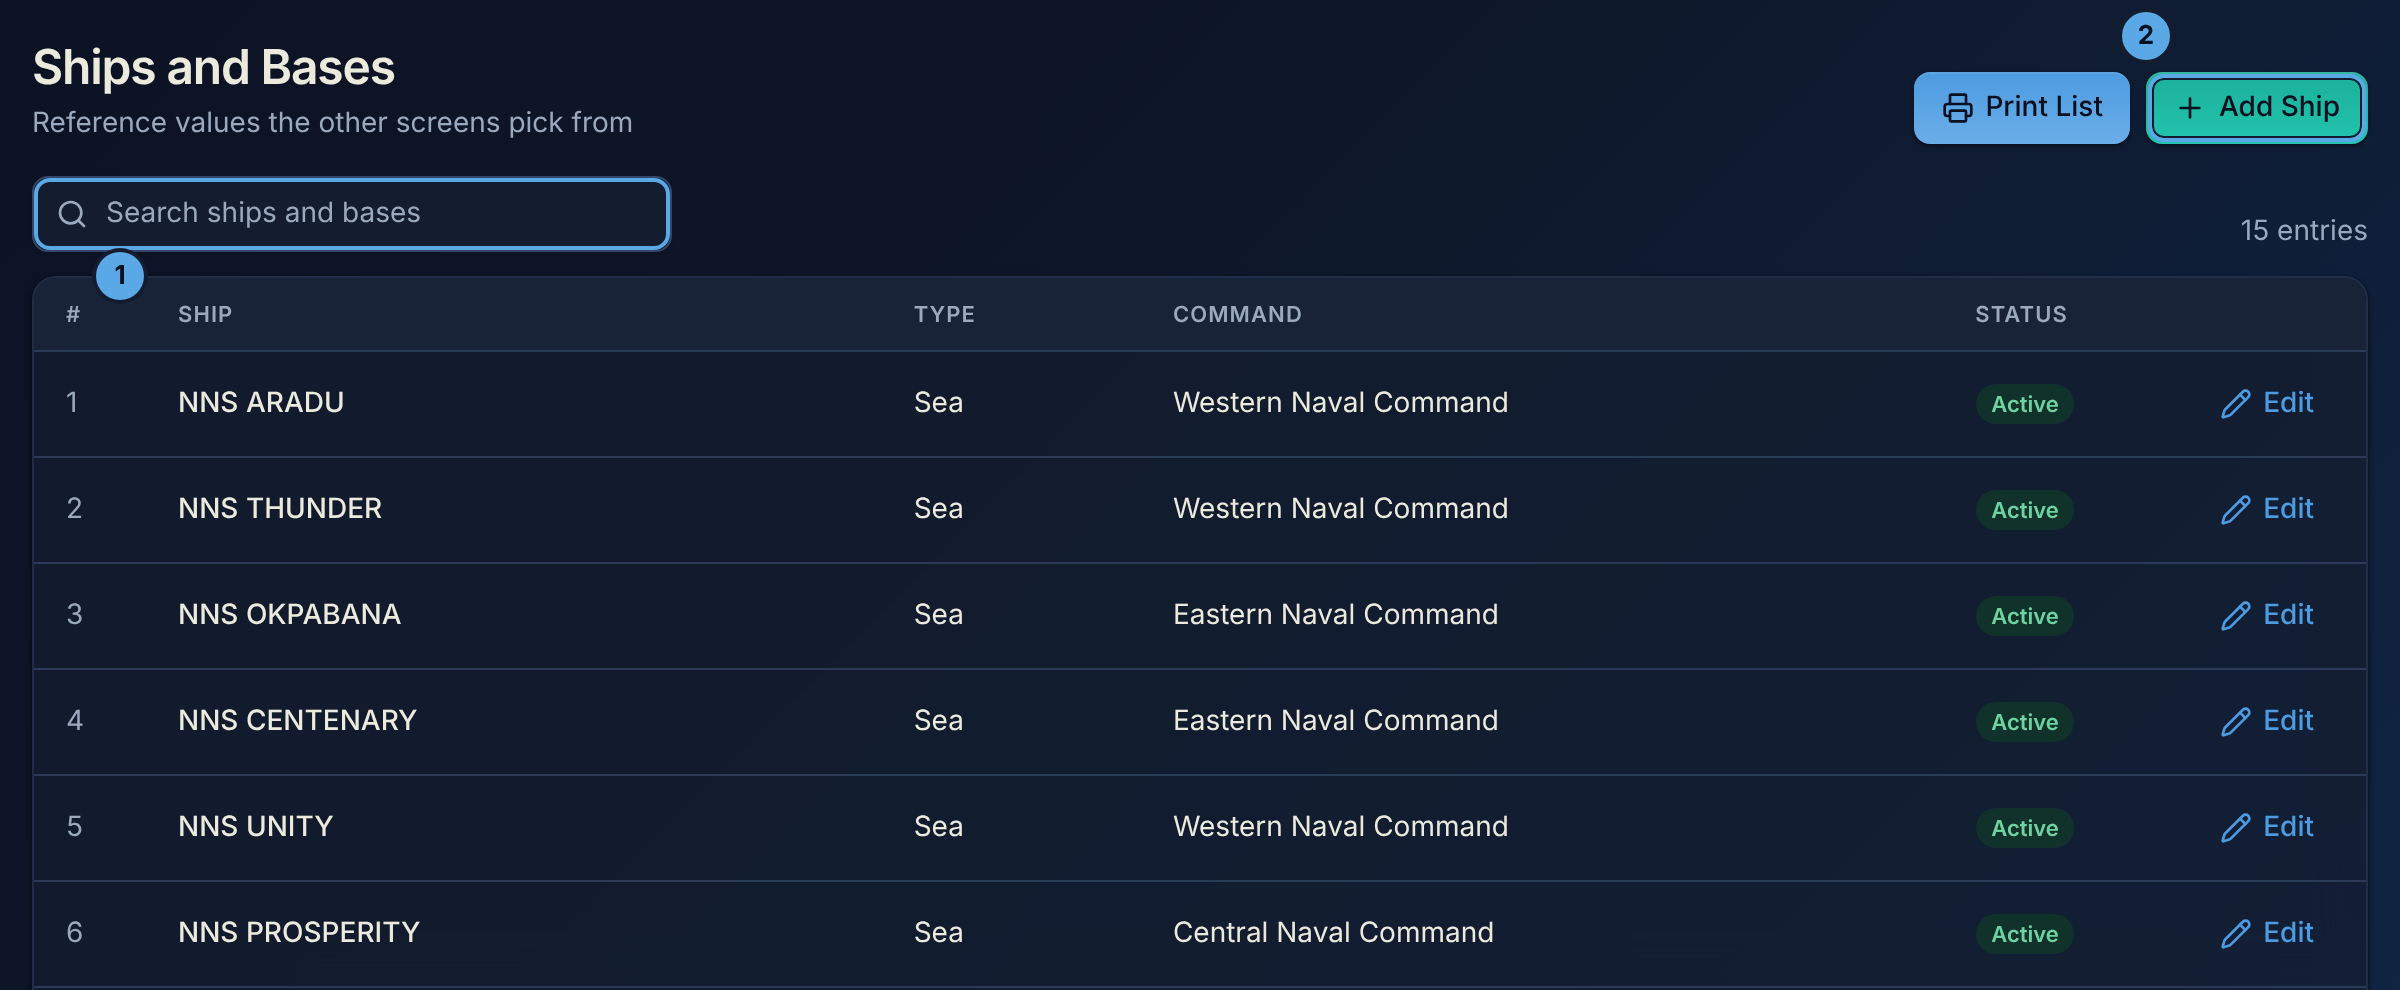 Ships and Bases
Reference values the other screens pick from
2
Print List
Add Ship
Search ships and bases
15 entries
1
# SHIP TYPE COMMAND STATUS
1 NNS ARADU Sea Western Naval Command Active Edit
2 NNS THUNDER Sea Western Naval Command Active Edit
3 NNS OKPABANA Sea Eastern Naval Command Active Edit
4 NNS CENTENARY Sea Eastern Naval Command Active Edit
5 NNS UNITY Sea Western Naval Command Active Edit
6 NNS PROSPERITY Sea Central Naval Command Active Edit